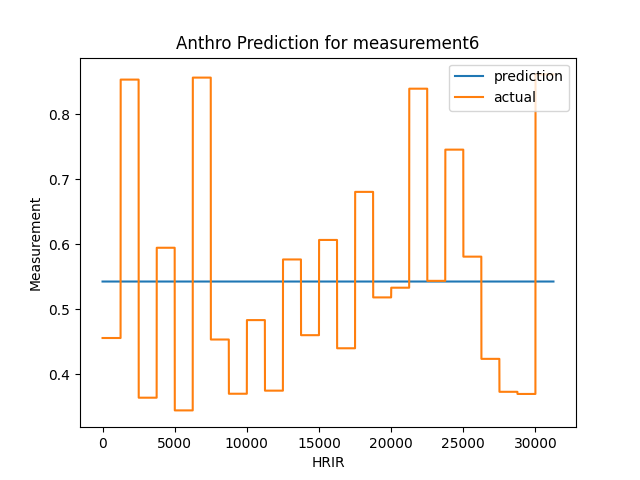 Anthro Prediction for measurement6
prediction
actual
Measurement
0.8
0.7
0.6
0.5
0.4
0 5000 10000 15000 20000 25000 30000
HRIR